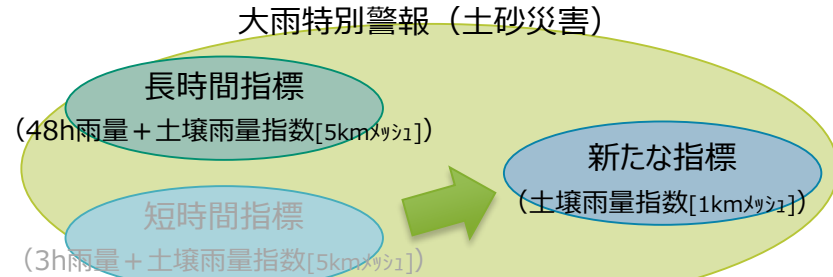 大雨特別警報（土砂災害）
長時間指標
（48h雨量＋土壌雨量指数[5kmﾒｯｼｭ]）
新たな指標
（土壌雨量指数[1kmﾒｯｼｭ]）
短時間指標
（3h雨量＋土壌雨量指数[5kmﾒｯｼｭ]）